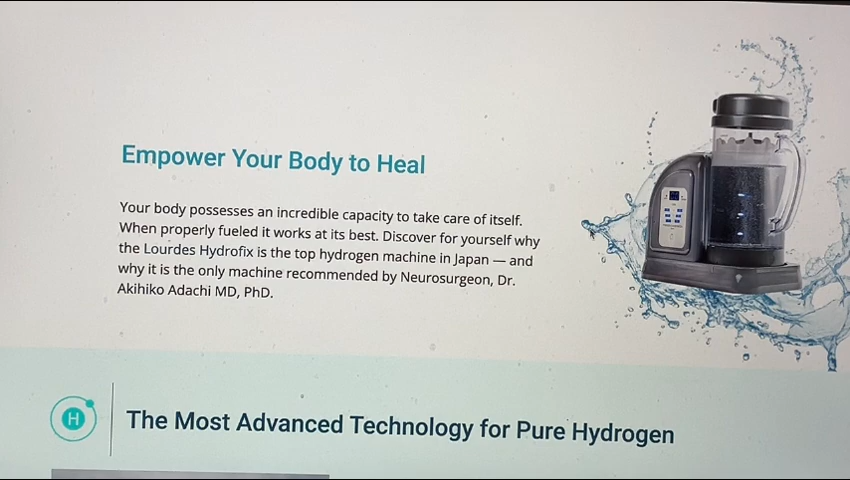 Empower Your Body to Heal
Your body possesses an incredible capacity to take care of itself.
When properly fueled it works at its best. Discover for yourself why
the Lourdes Hydrofix is the top hydrogen machine in Japan — and
why it is the only machine recommended by Neurosurgeon, Dr.
Akihiko Adachi MD, PhD.
H
The Most Advanced Technology for Pure Hydrogen